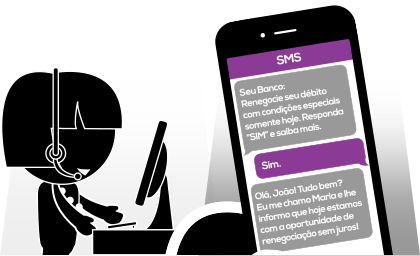 SMS
Seu Banco:
Renegocie seu débito
com condições especiais
somente hoje. Responda
"SIM" e saiba mais.
Sim.
Olá, João! Tudo bem?
Eu me chamo Maria e lhe
informo que hoje estamos
com a oportunidade de
renegociação sem juros!